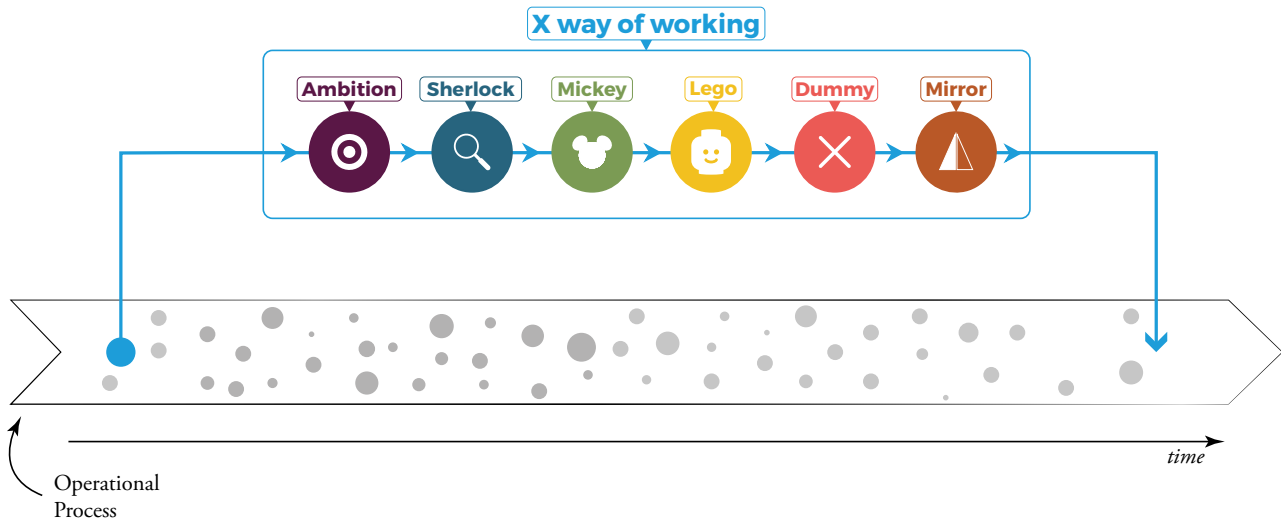 X way of working
Ambition
Sherlock
Mickey
Lego
Dummy
Mirror
time
Operational
Process